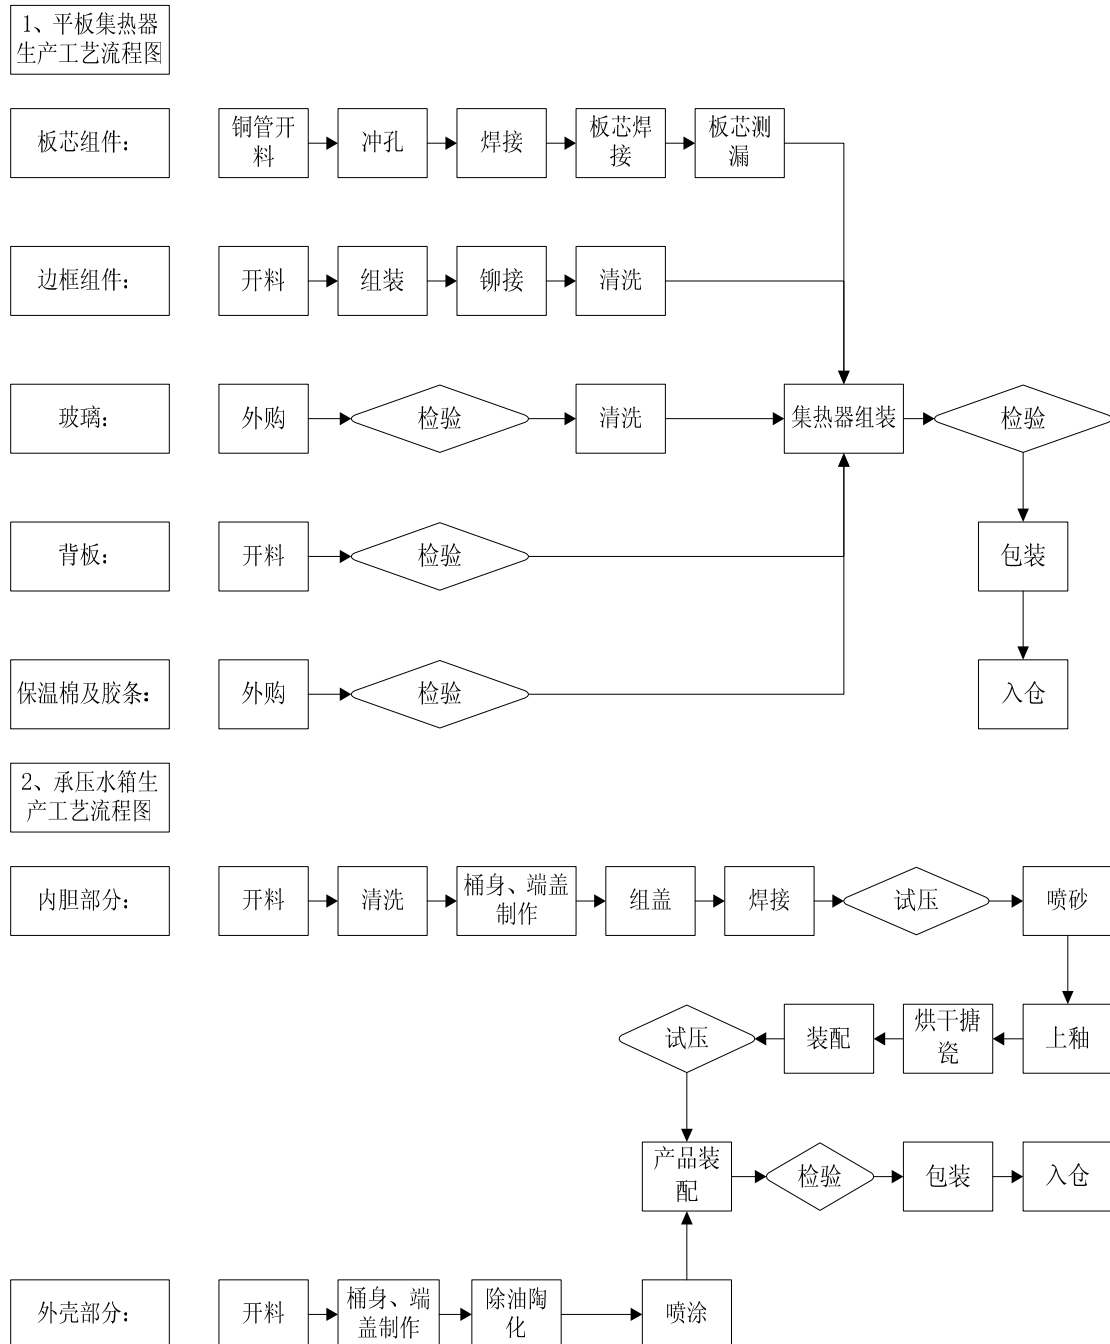 1、平板集热器
生产工艺流程图
板芯组件：
铜管开
料
冲孔
焊接
板芯焊
接
板芯测
漏
边框组件：
开料
组装
铆接
清洗
玻璃：
外购
检验
清洗
集热器组装
检验
背板：
开料
检验
包装
保温棉及胶条：
外购
检验
入仓
2、承压水箱生
产工艺流程图
内胆部分：
开料
清洗
桶身、端盖
制作
组盖
焊接
试压
喷砂
试压
装配
烘干搪
瓷
上釉
产品装
配
检验
包装
入仓
外壳部分：
开料
桶身、端
盖制作
除油陶
化
喷涂